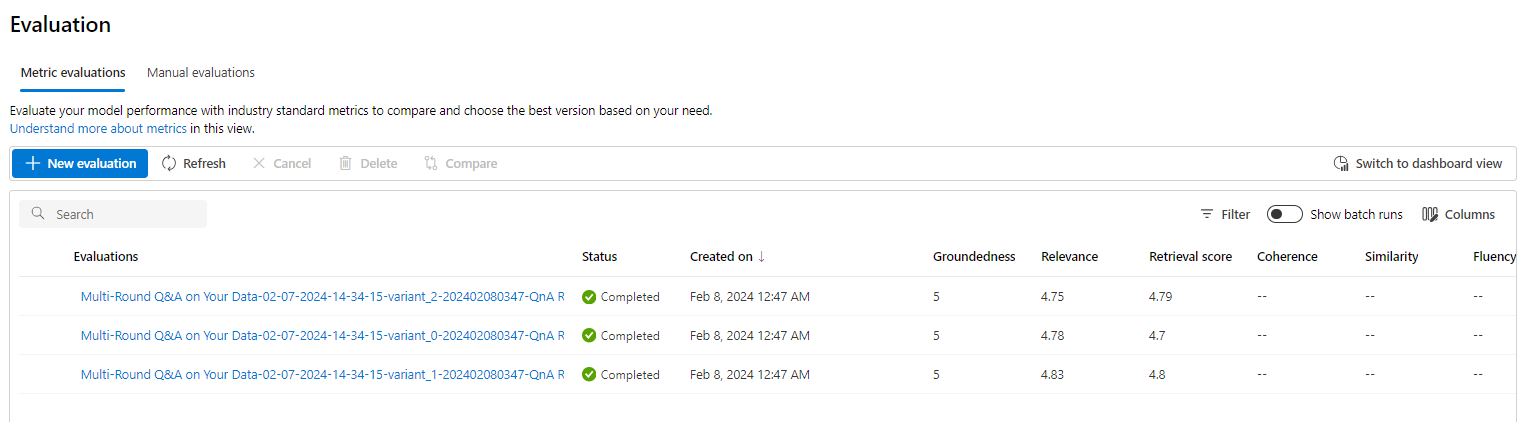 Evaluation
Metric evaluations Manual evaluations
Evaluate your model performance with industry standard metrics to compare and choose the best version based on your need.
Understand more about metrics in this view.
New evaluation Refresh Cancel Delete Compare Switch to dashboard view
Search Filter Show batch runs Columns
Evaluations Status Created on ↓ Groundedness Relevance Retrieval score Coherence Similarity Fluency
Multi-Round Q&A on Your Data-02-07-2024-14-34-15-variant_2-202402080347-QnA R Completed Feb 8, 2024 12:47 AM 5 4.75 4.79 -- -- --
Multi-Round Q&A on Your Data-02-07-2024-14-34-15-variant_0-202402080347-QnA R Completed Feb 8, 2024 12:47 AM 5 4.78 4.7 -- -- --
Multi-Round Q&A on Your Data-02-07-2024-14-34-15-variant_1-202402080347-QnA R Completed Feb 8, 2024 12:47 AM 5 4.83 4.8 -- -- --